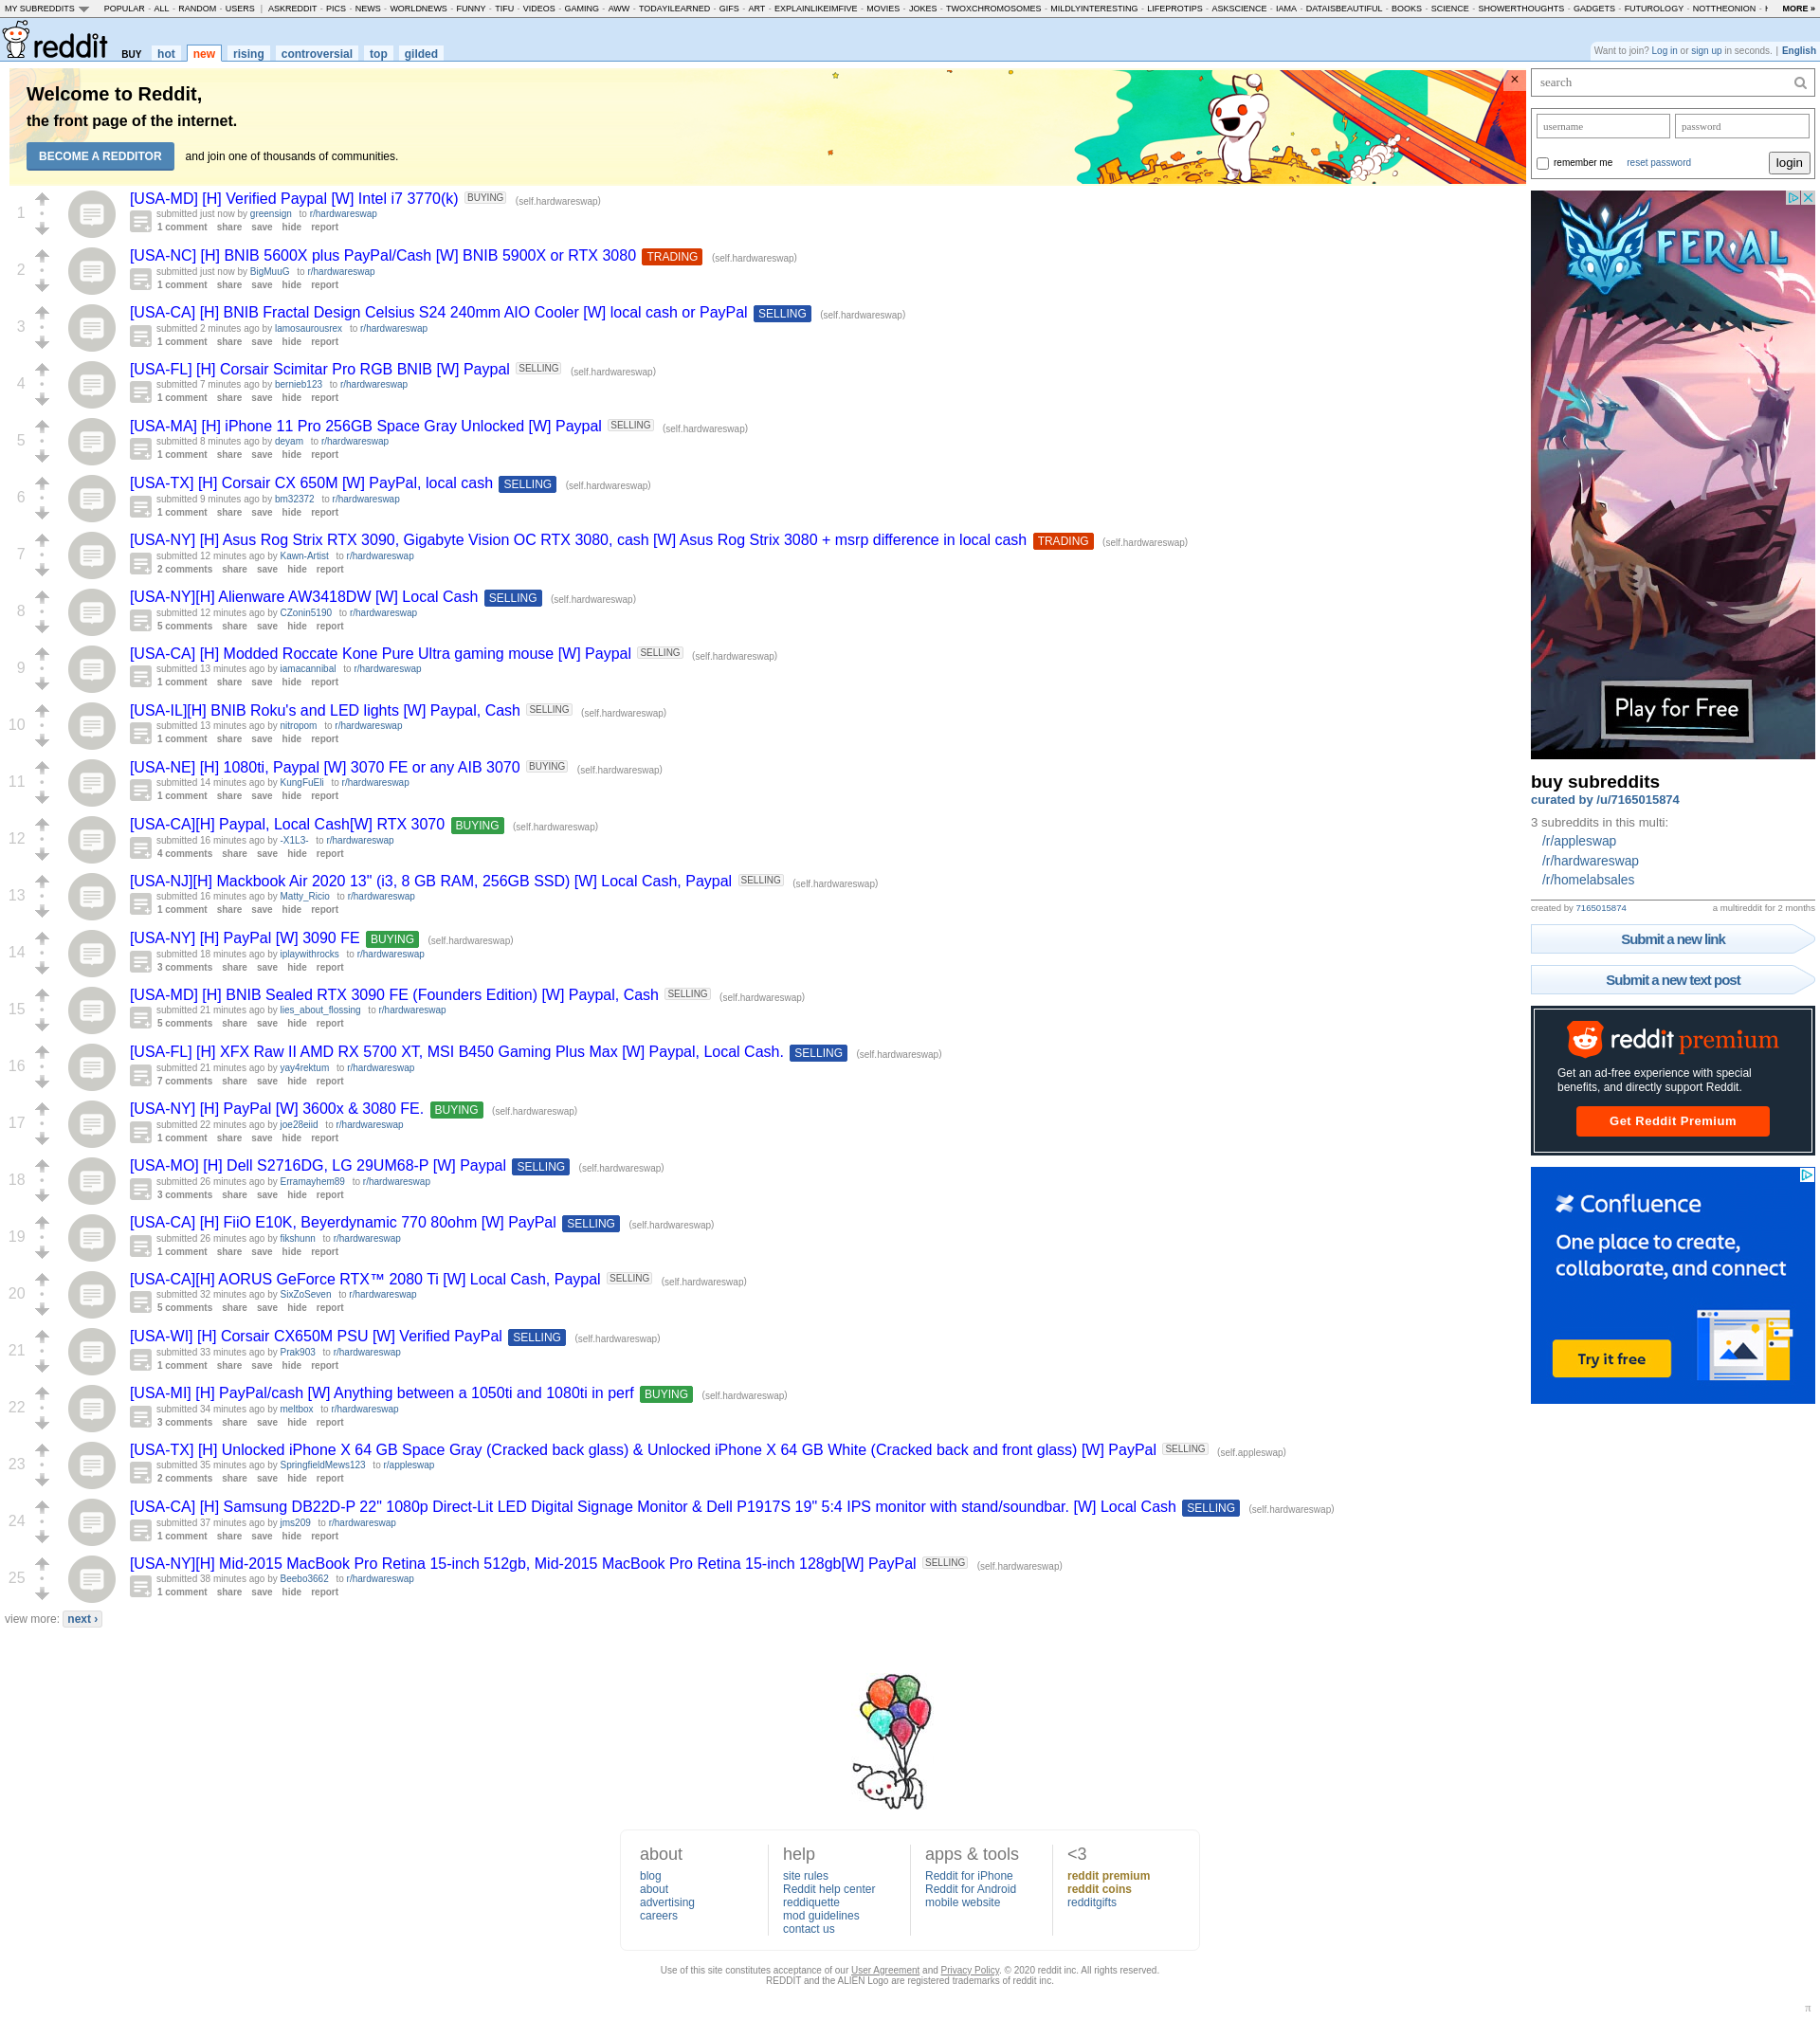 MY SUBREDDITS POPULAR - ALL - RANDOM - USERS | ASKREDDIT - PICS - NEWS - WORLDNEWS - FUNNY - TIFU - VIDEOS - GAMING - AWW - TODAYILEARNED - GIFS - ART - EXPLAINLIKEIMFIVE - MOVIES - JOKES - TWOXCHROMOSOMES - MILDLYINTERESTING - LIFEPROTIPS - ASKSCIENCE - IAMA - DATAISBEAUTIFUL - BOOKS - SCIENCE - SHOWERTHOUGHTS - GADGETS - FUTUROLOGY - NOTTHEONION - MORE »
reddit BUY hot new rising controversial top gilded
Want to join? Log in or sign up in seconds. | English
Welcome to Reddit,
the front page of the internet.
BECOME A REDDITOR and join one of thousands of communities.
×
1
[USA-MD] [H] Verified Paypal [W] Intel i7 3770(k) BUYING (self.hardwareswap)
submitted just now by greensign to r/hardwareswap
1 comment share save hide report
2
[USA-NC] [H] BNIB 5600X plus PayPal/Cash [W] BNIB 5900X or RTX 3080 TRADING (self.hardwareswap)
submitted just now by BigMuuG to r/hardwareswap
1 comment share save hide report
3
[USA-CA] [H] BNIB Fractal Design Celsius S24 240mm AIO Cooler [W] local cash or PayPal SELLING (self.hardwareswap)
submitted 2 minutes ago by lamosaurousrex to r/hardwareswap
1 comment share save hide report
4
[USA-FL] [H] Corsair Scimitar Pro RGB BNIB [W] Paypal SELLING (self.hardwareswap)
submitted 7 minutes ago by bernieb123 to r/hardwareswap
1 comment share save hide report
5
[USA-MA] [H] iPhone 11 Pro 256GB Space Gray Unlocked [W] Paypal SELLING (self.hardwareswap)
submitted 8 minutes ago by deyam to r/hardwareswap
1 comment share save hide report
6
[USA-TX] [H] Corsair CX 650M [W] PayPal, local cash SELLING (self.hardwareswap)
submitted 9 minutes ago by bm32372 to r/hardwareswap
1 comment share save hide report
7
[USA-NY] [H] Asus Rog Strix RTX 3090, Gigabyte Vision OC RTX 3080, cash [W] Asus Rog Strix 3080 + msrp difference in local cash TRADING (self.hardwareswap)
submitted 12 minutes ago by Kawn-Artist to r/hardwareswap
2 comments share save hide report
8
[USA-NY][H] Alienware AW3418DW [W] Local Cash SELLING (self.hardwareswap)
submitted 12 minutes ago by CZonin5190 to r/hardwareswap
5 comments share save hide report
9
[USA-CA] [H] Modded Roccate Kone Pure Ultra gaming mouse [W] Paypal SELLING (self.hardwareswap)
submitted 13 minutes ago by iamacannibal to r/hardwareswap
1 comment share save hide report
10
[USA-IL][H] BNIB Roku's and LED lights [W] Paypal, Cash SELLING (self.hardwareswap)
submitted 13 minutes ago by nitropom to r/hardwareswap
1 comment share save hide report
11
[USA-NE] [H] 1080ti, Paypal [W] 3070 FE or any AIB 3070 BUYING (self.hardwareswap)
submitted 14 minutes ago by KungFuEli to r/hardwareswap
1 comment share save hide report
12
[USA-CA][H] Paypal, Local Cash[W] RTX 3070 BUYING (self.hardwareswap)
submitted 16 minutes ago by -X1L3- to r/hardwareswap
4 comments share save hide report
13
[USA-NJ][H] Mackbook Air 2020 13" (i3, 8 GB RAM, 256GB SSD) [W] Local Cash, Paypal SELLING (self.hardwareswap)
submitted 16 minutes ago by Matty_Ricio to r/hardwareswap
1 comment share save hide report
14
[USA-NY] [H] PayPal [W] 3090 FE BUYING (self.hardwareswap)
submitted 18 minutes ago by iplaywithrocks to r/hardwareswap
3 comments share save hide report
15
[USA-MD] [H] BNIB Sealed RTX 3090 FE (Founders Edition) [W] Paypal, Cash SELLING (self.hardwareswap)
submitted 21 minutes ago by lies_about_flossing to r/hardwareswap
5 comments share save hide report
16
[USA-FL] [H] XFX Raw II AMD RX 5700 XT, MSI B450 Gaming Plus Max [W] Paypal, Local Cash. SELLING (self.hardwareswap)
submitted 21 minutes ago by yay4rektum to r/hardwareswap
7 comments share save hide report
17
[USA-NY] [H] PayPal [W] 3600x & 3080 FE. BUYING (self.hardwareswap)
submitted 22 minutes ago by joe28eiid to r/hardwareswap
1 comment share save hide report
18
[USA-MO] [H] Dell S2716DG, LG 29UM68-P [W] Paypal SELLING (self.hardwareswap)
submitted 26 minutes ago by Erramayhem89 to r/hardwareswap
3 comments share save hide report
19
[USA-CA] [H] FiiO E10K, Beyerdynamic 770 80ohm [W] PayPal SELLING (self.hardwareswap)
submitted 26 minutes ago by fikshunn to r/hardwareswap
1 comment share save hide report
20
[USA-CA][H] AORUS GeForce RTX™ 2080 Ti [W] Local Cash, Paypal SELLING (self.hardwareswap)
submitted 32 minutes ago by SixZoSeven to r/hardwareswap
5 comments share save hide report
21
[USA-WI] [H] Corsair CX650M PSU [W] Verified PayPal SELLING (self.hardwareswap)
submitted 33 minutes ago by Prak903 to r/hardwareswap
1 comment share save hide report
22
[USA-MI] [H] PayPal/cash [W] Anything between a 1050ti and 1080ti in perf BUYING (self.hardwareswap)
submitted 34 minutes ago by meltbox to r/hardwareswap
3 comments share save hide report
23
[USA-TX] [H] Unlocked iPhone X 64 GB Space Gray (Cracked back glass) & Unlocked iPhone X 64 GB White (Cracked back and front glass) [W] PayPal SELLING (self.appleswap)
submitted 35 minutes ago by SpringfieldMews123 to r/appleswap
2 comments share save hide report
24
[USA-CA] [H] Samsung DB22D-P 22" 1080p Direct-Lit LED Digital Signage Monitor & Dell P1917S 19" 5:4 IPS monitor with stand/soundbar. [W] Local Cash SELLING (self.hardwareswap)
submitted 37 minutes ago by jms209 to r/hardwareswap
1 comment share save hide report
25
[USA-NY][H] Mid-2015 MacBook Pro Retina 15-inch 512gb, Mid-2015 MacBook Pro Retina 15-inch 128gb[W] PayPal SELLING (self.hardwareswap)
submitted 38 minutes ago by Beebo3662 to r/hardwareswap
1 comment share save hide report
view more: next ›
search
username password
remember me reset password login
FERAL
Play for Free
buy subreddits
curated by /u/7165015874
3 subreddits in this multi:
/r/appleswap
/r/hardwareswap
/r/homelabsales
created by 7165015874 a multireddit for 2 months
Submit a new link
Submit a new text post
reddit premium
Get an ad-free experience with special
benefits, and directly support Reddit.
Get Reddit Premium
Confluence
One place to create,
collaborate, and connect
Try it free
about
blog
about
advertising
careers
help
site rules
Reddit help center
reddiquette
mod guidelines
contact us
apps & tools
Reddit for iPhone
Reddit for Android
mobile website
<3
reddit premium
reddit coins
redditgifts
Use of this site constitutes acceptance of our User Agreement and Privacy Policy. © 2020 reddit inc. All rights reserved.
REDDIT and the ALIEN Logo are registered trademarks of reddit inc.
π